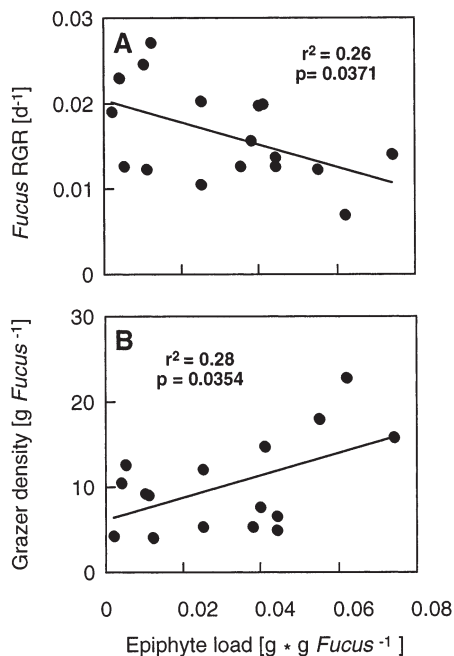 0.03
A
r² = 0.26
p= 0.0371
0.02
0.01
0
Fucus RGR [d⁻¹]
30
B
r² = 0.28
p = 0.0354
20
10
0
Grazer density [g Fucus ⁻¹]
0 0.02 0.04 0.06 0.08
Epiphyte load [g * g Fucus ⁻¹ ]